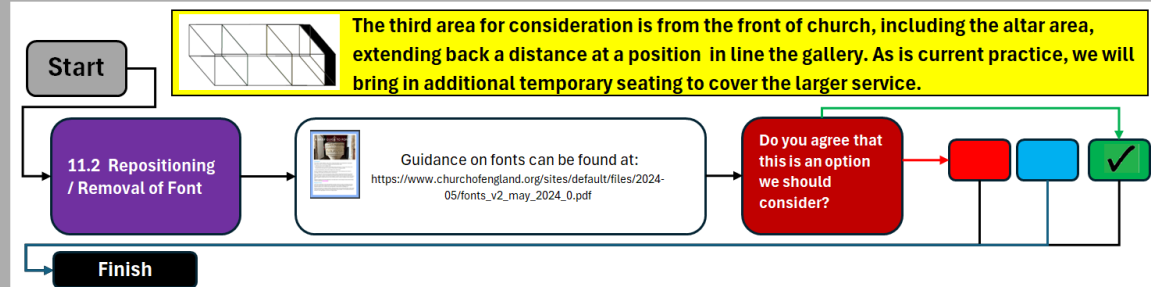 The third area for consideration is from the front of church, including the altar area,
extending back a distance at a position in line the gallery. As is current practice, we will
bring in additional temporary seating to cover the larger service.
Start
11.2 Repositioning
/ Removal of Font
Guidance on fonts can be found at:
https://www.churchofengland.org/sites/default/files/2024-
05/fonts_v2_may_2024_0.pdf
Do you agree that
this is an option
we should
consider?
Finish